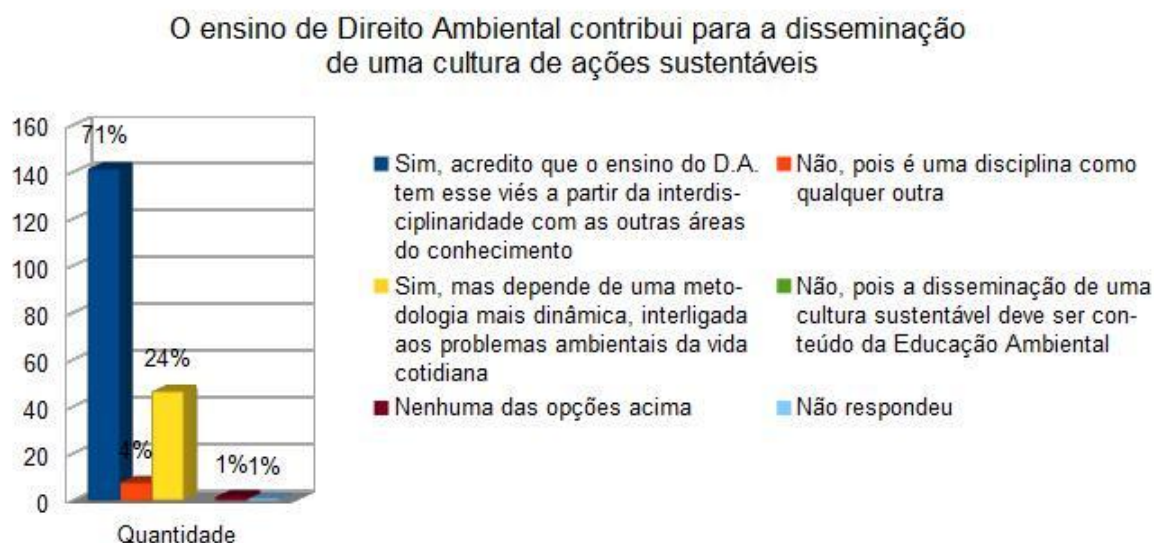 O ensino de Direito Ambiental contribui para a disseminação
de uma cultura de ações sustentáveis
160
140
120
100
80
60
40
20
0
71%
4%
24%
1%
1%
Quantidade
Sim, acredito que o ensino do D.A.
tem esse viés a partir da interdis-
ciplinaridade com as outras áreas
do conhecimento
Não, pois é uma disciplina como
qualquer outra
Sim, mas depende de uma meto-
dologia mais dinâmica, interligada
aos problemas ambientais da vida
cotidiana
Não, pois a disseminação de uma
cultura sustentável deve ser con-
teúdo da Educação Ambiental
Nenhuma das opções acima
Não respondeu